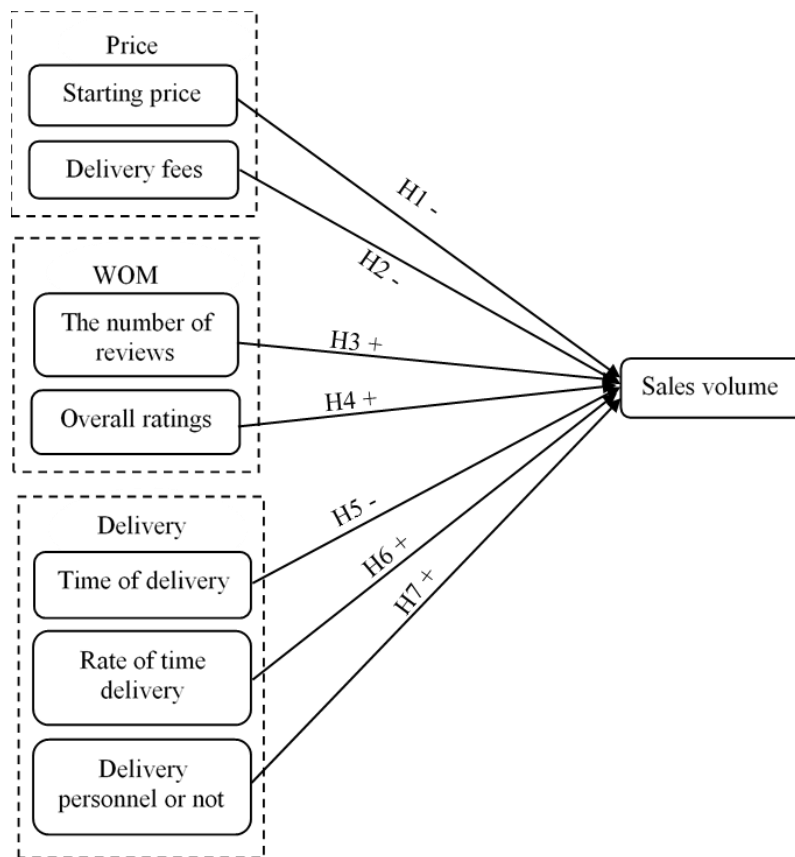 Price
Starting price
Delivery fees
H1 -
H2 -
WOM
The number of
reviews
Overall ratings
H3 +
H4 +
Sales volume
Delivery
Time of delivery
Rate of time
delivery
Delivery
personnel or not
H5 -
H6 +
H7 +